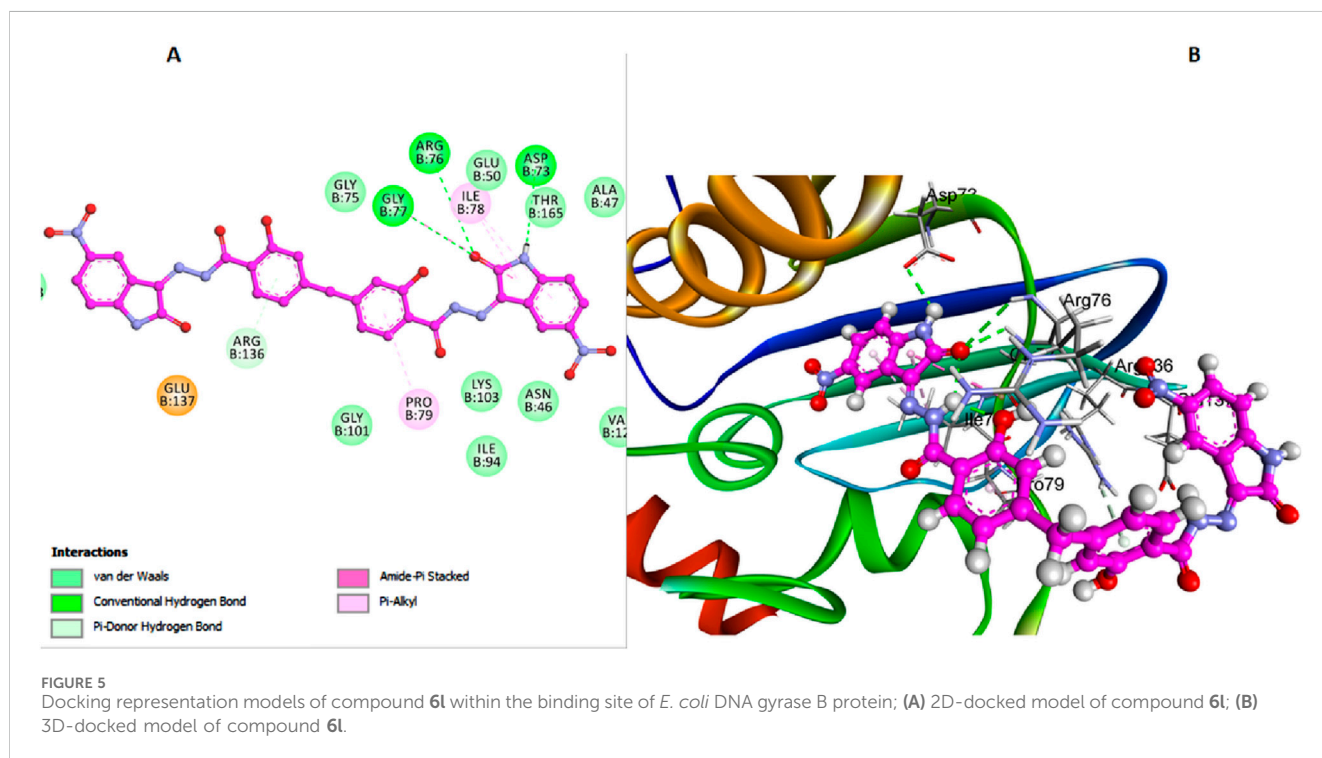 A
B
ARG
B:76
GLU
B:50
ASP
B:73
GLY
B:75
GLY
B:77
ILE
B:78
THR
B:165
ALA
B:47
ARG
B:136
GLU
B:137
GLY
B:101
PRO
B:79
LYS
B:103
ASN
B:46
ILE
B:94
VA
B:12
Asp73
Arg76
Interactions
van der Waals
Conventional Hydrogen Bond
Pi-Donor Hydrogen Bond
Amide-Pi Stacked
Pi-Alkyl
FIGURE 5
Docking representation models of compound 6l within the binding site of E. coli DNA gyrase B protein; (A) 2D-docked model of compound 6l; (B)
3D-docked model of compound 6l.